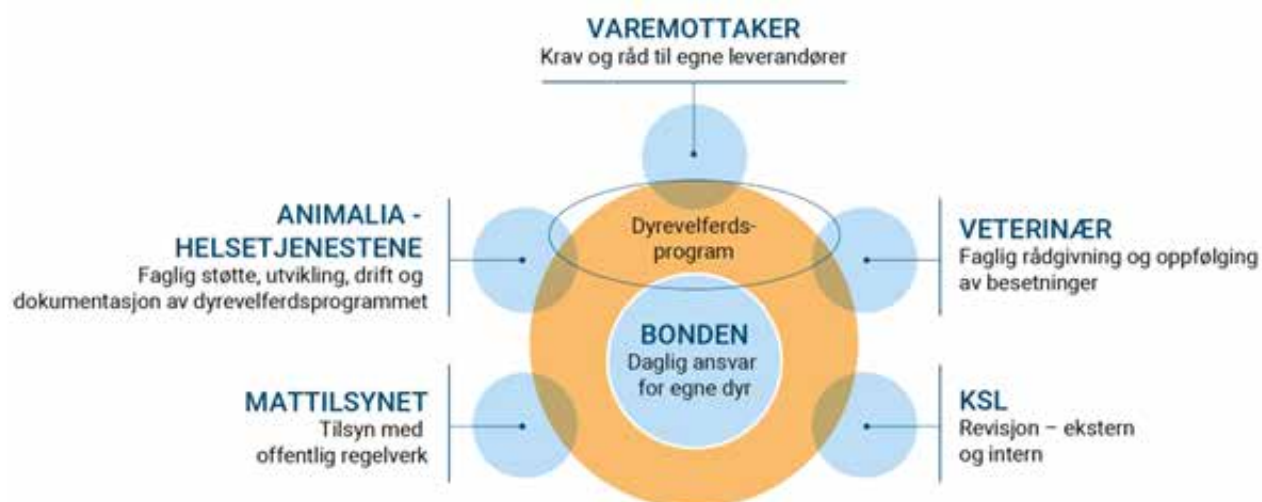 VAREMOTTAKER
Krav og råd til egne leverandører
ANIMALIA -
HELSETJENESTENE
Faglig støtte, utvikling, drift og
dokumentasjon av dyrevelferdsprogrammet
Dyrevelferds-
program
VETERINÆR
Faglig rådgivning og oppfølging
av besetninger
BONDEN
Daglig ansvar
for egne dyr
MATTILSYNET
Tilsyn med
offentlig regelverk
KSL
Revisjon – ekstern
og intern